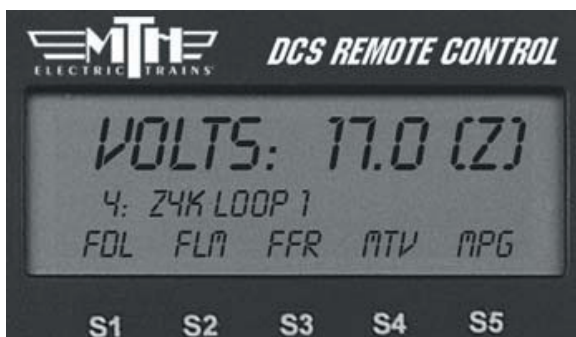 MTH
ELECTRIC TRAINS
DCS REMOTE CONTROL
VOLTS: 17.0 (Z)
4: Z4K LOOP 1
FDL FLM FFR MTV MPG
S1 S2 S3 S4 S5